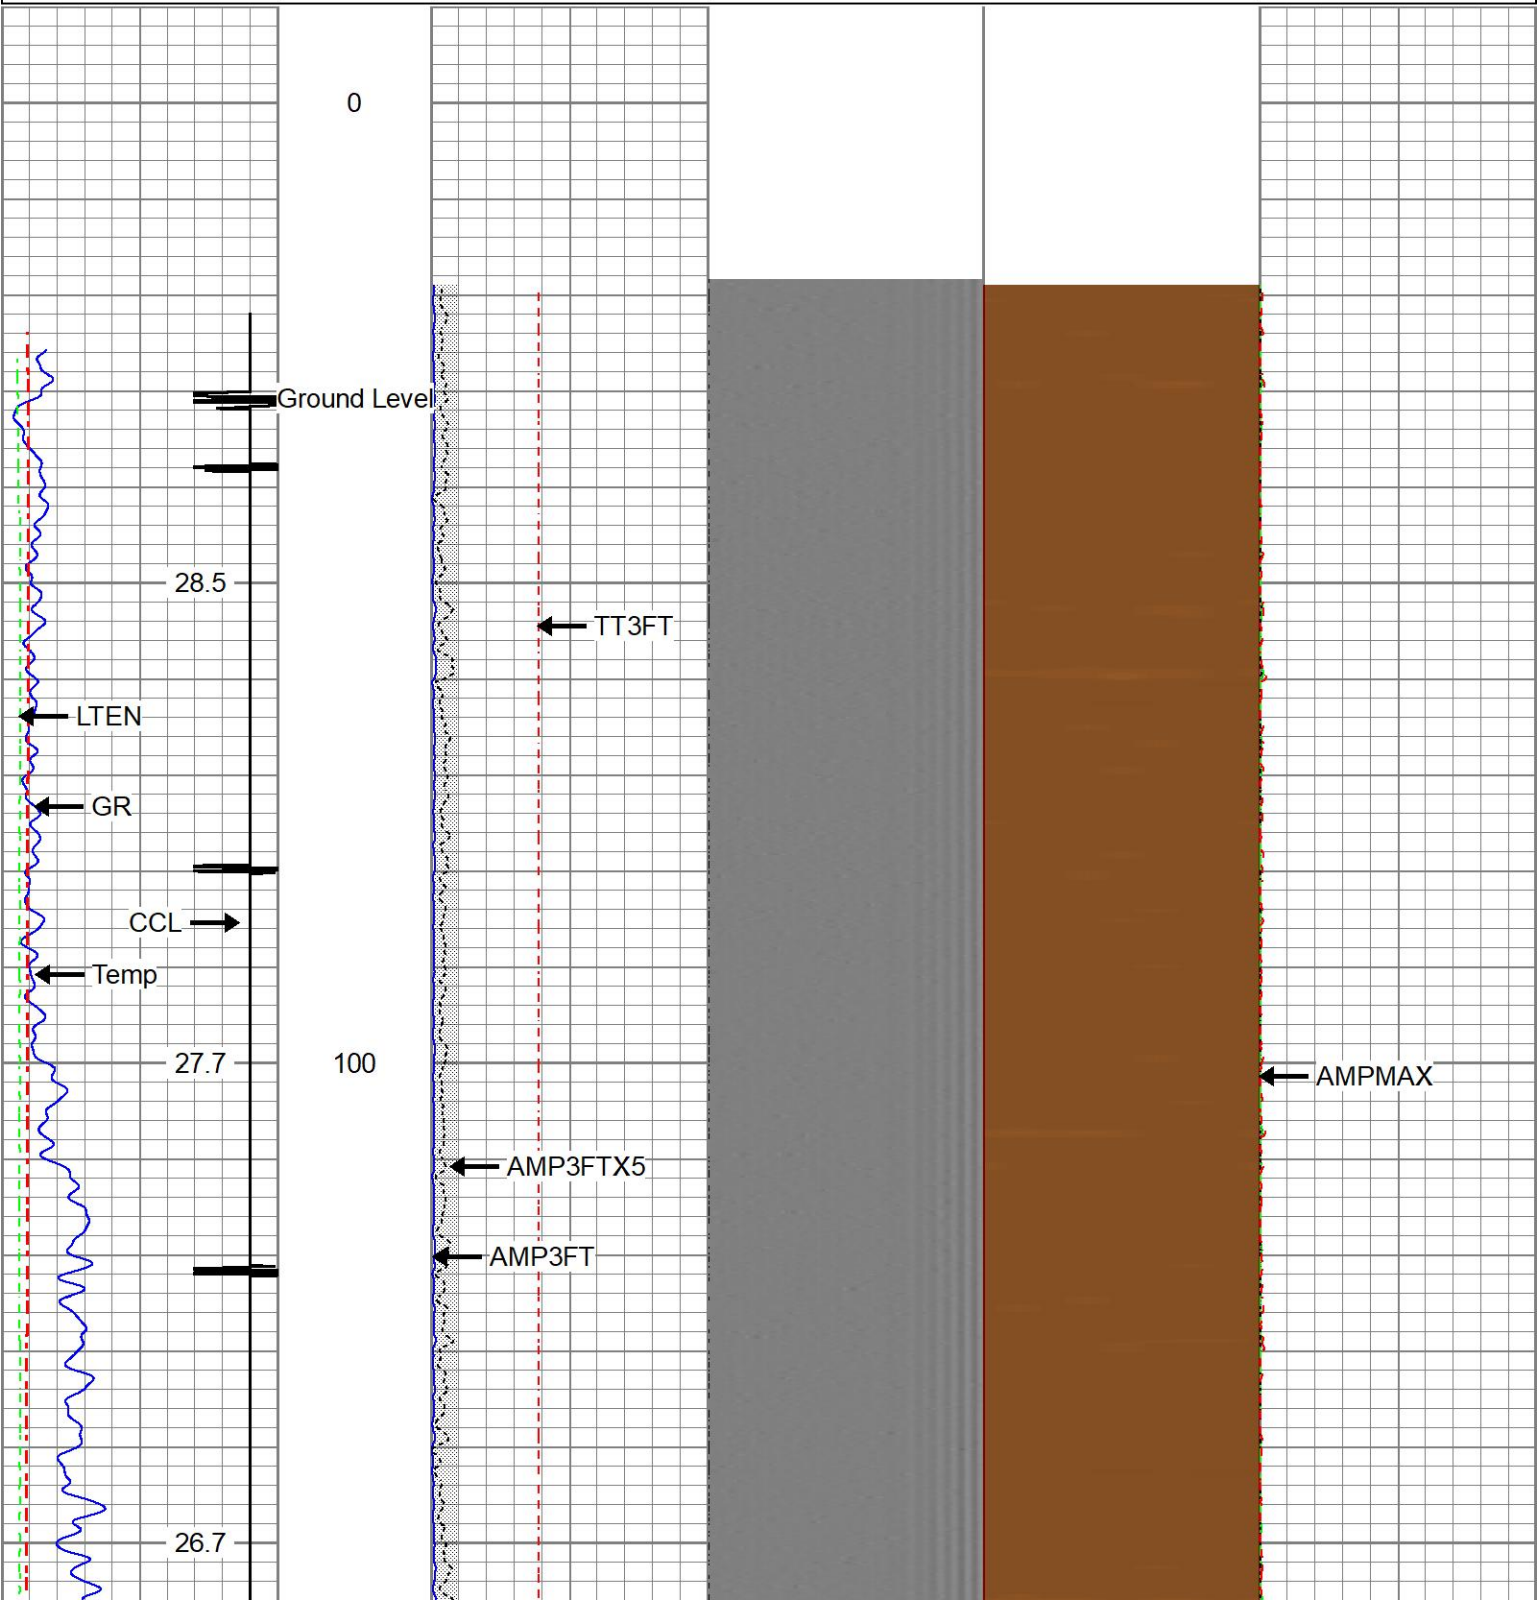 0
Ground Level
28.5
TT3FT
LTEN
GR
CCL
Temp
27.7
100
AMPMAX
AMP3FTX5
AMP3FT
26.7